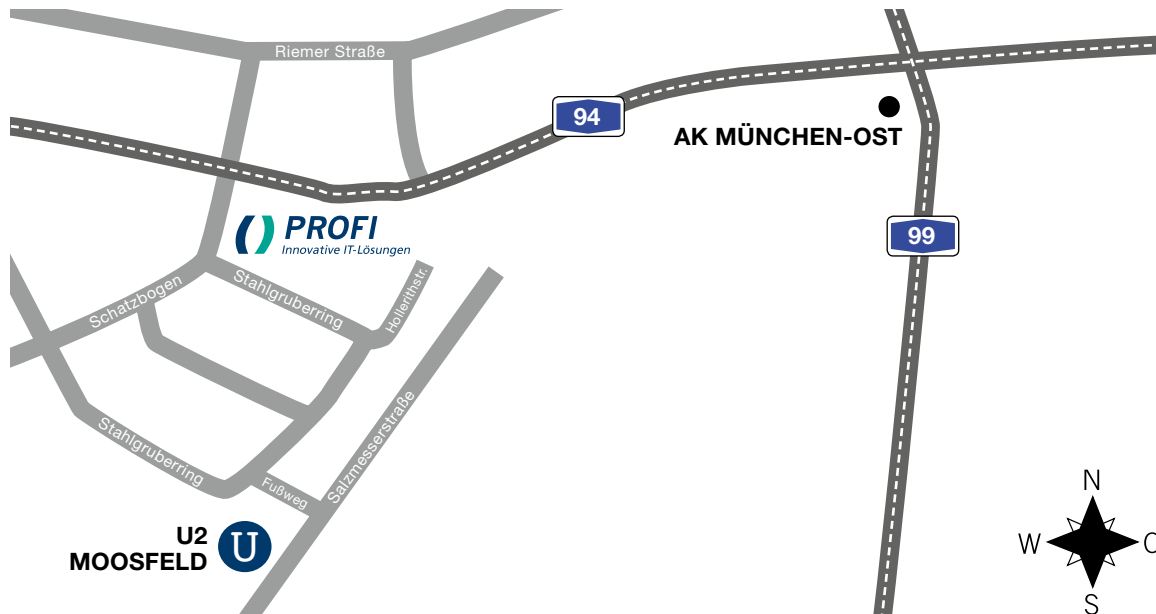 Riemer Straße
94
AK MÜNCHEN-OST
PROFI
Innovative IT-Lösungen
99
Stahlgruberring
Hollerithstr.
Schatzbogen
Salzmesserstraße
Stahlgruberring
Fußweg
U2
MOOSFELD
U
N
W
O
S